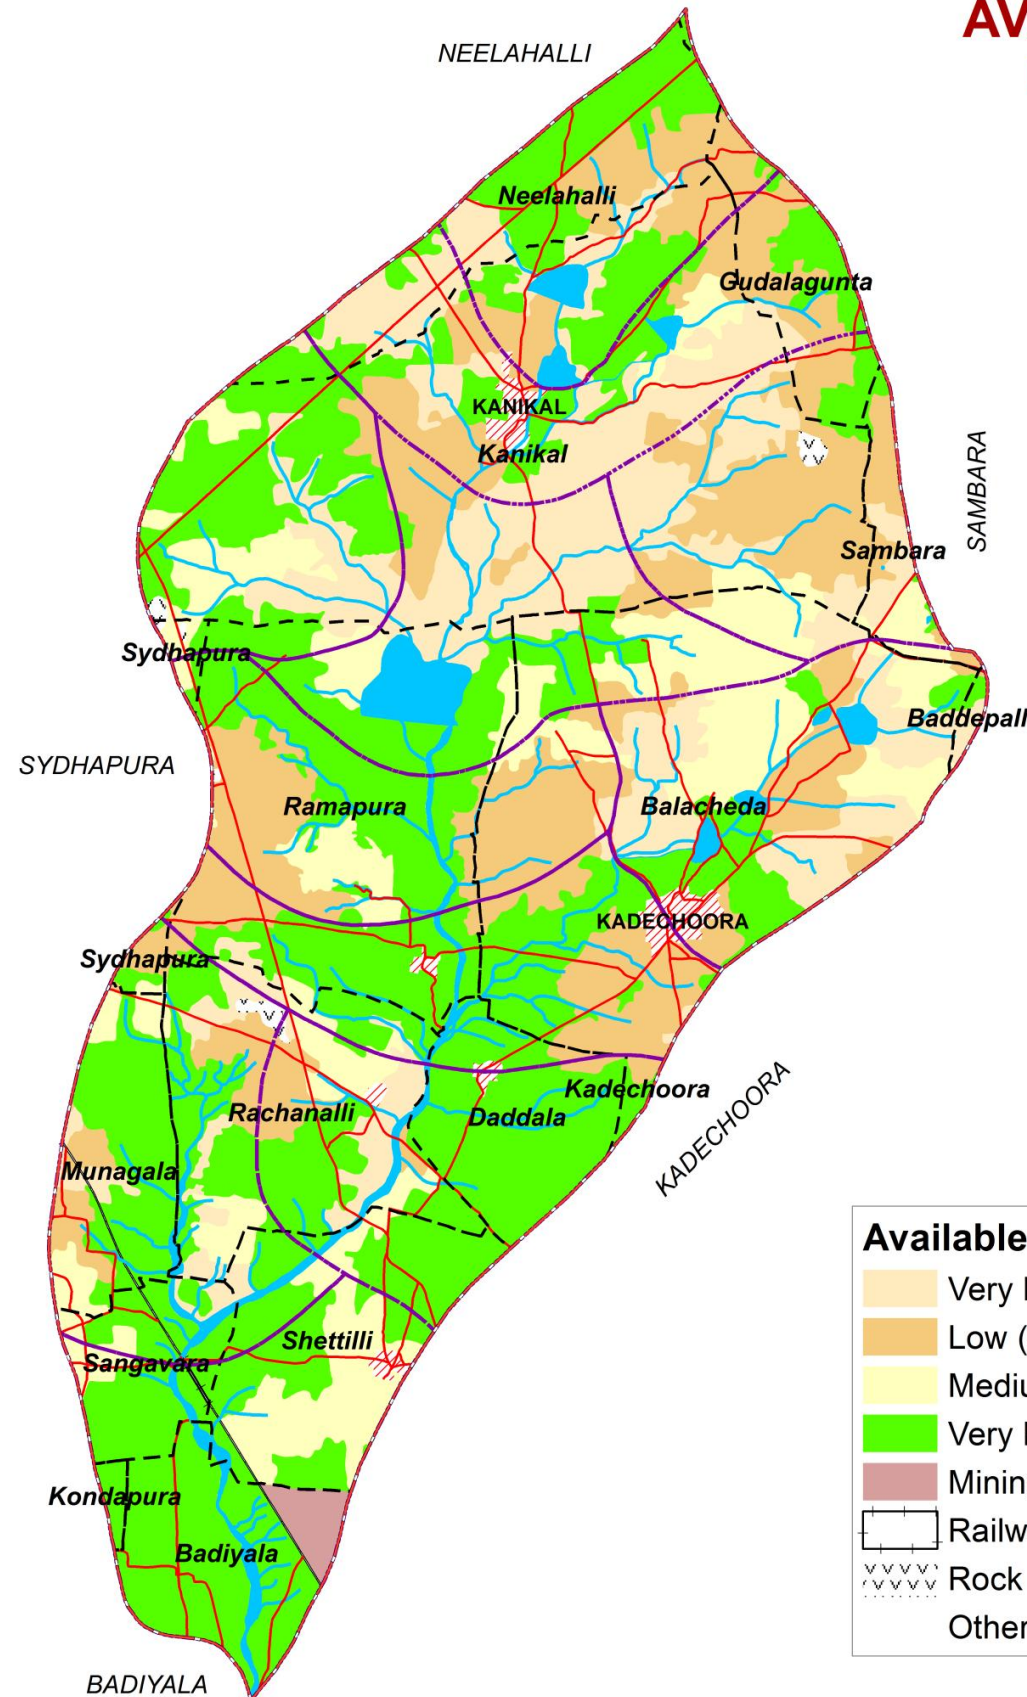 AV
NEELAHALLI
Neelahalli
Gudalagunta
KANIKAL
Kanikal
SAMBARA
Sambara
Sydhapura
Baddepall
SYDHAPURA
Ramapura
Balacheda
KADECHOORA
Sydhapura
Kadechoora
Rachanalli
Daddala
KADECHOORA
Munagala
Available
Very
Low (
Shettilli
Sangavara
Mediu
Very
Minin
Kondapura
Railw
Badiyala
Rock
Other
BADIYALA